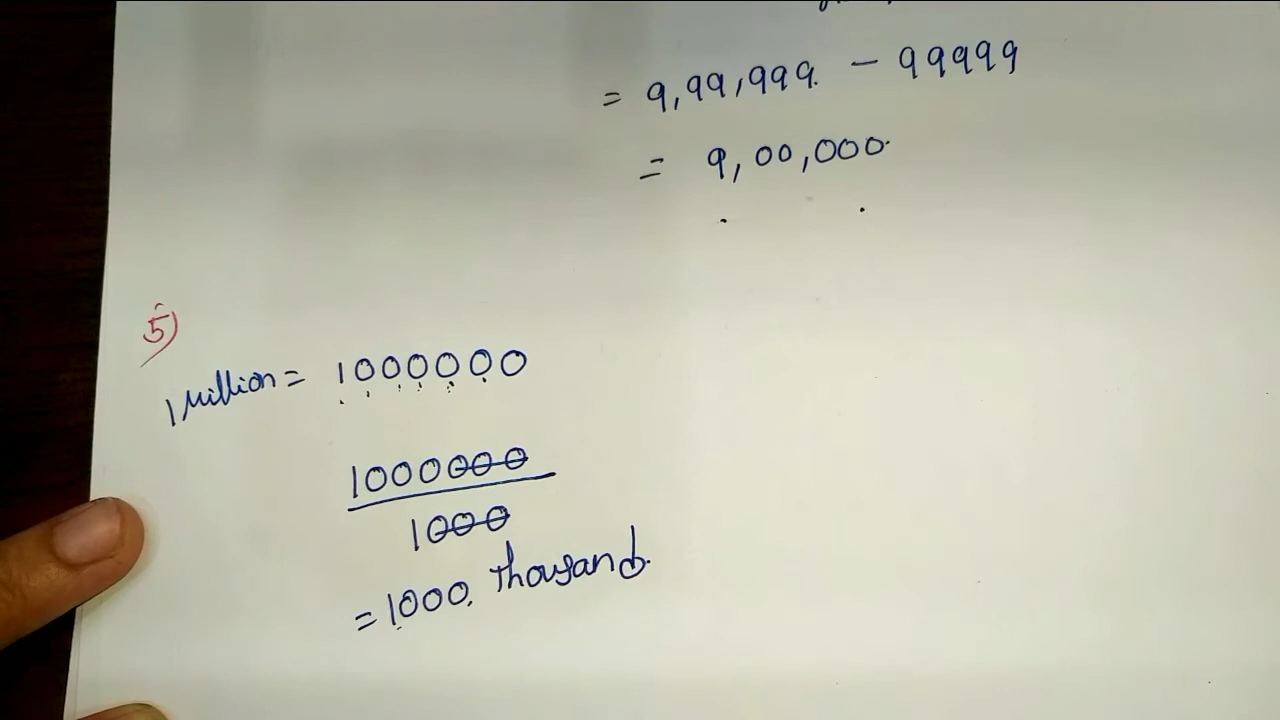 = 9,99,999. - 99999
= 9,00,000.
5)
1 Million = 1000000
1000000
1000
= 1000. Thousand.